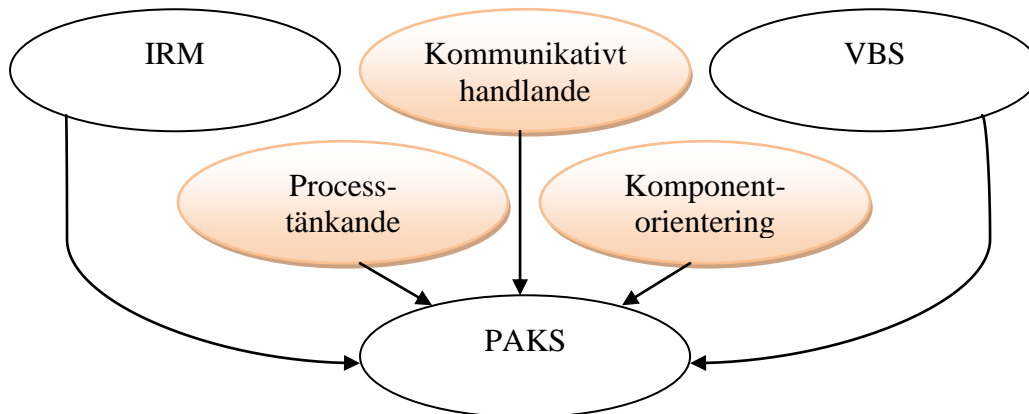 IRM
Kommunikativt
handlande
VBS
Process-
tänkande
Komponent-
orientering
PAKS